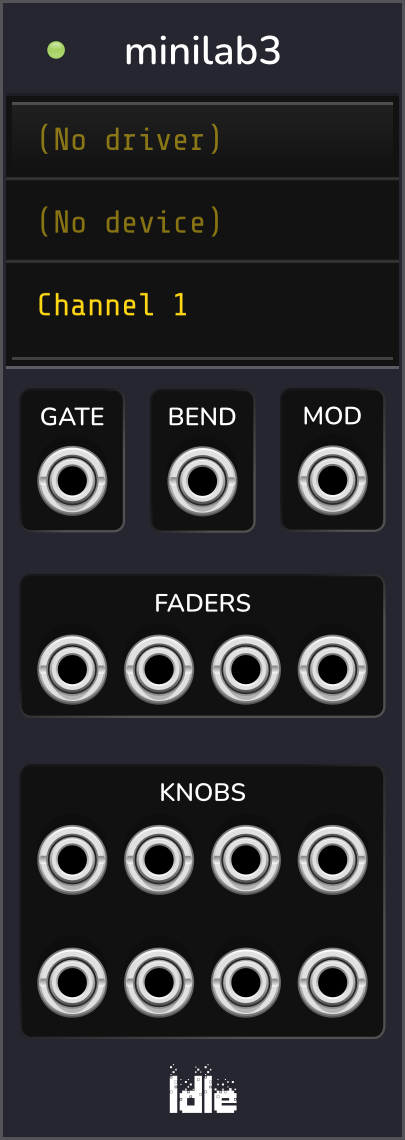 minilab3
(No driver)
(No device)
Channel 1
GATE BEND MOD
FADERS
KNOBS
Idle